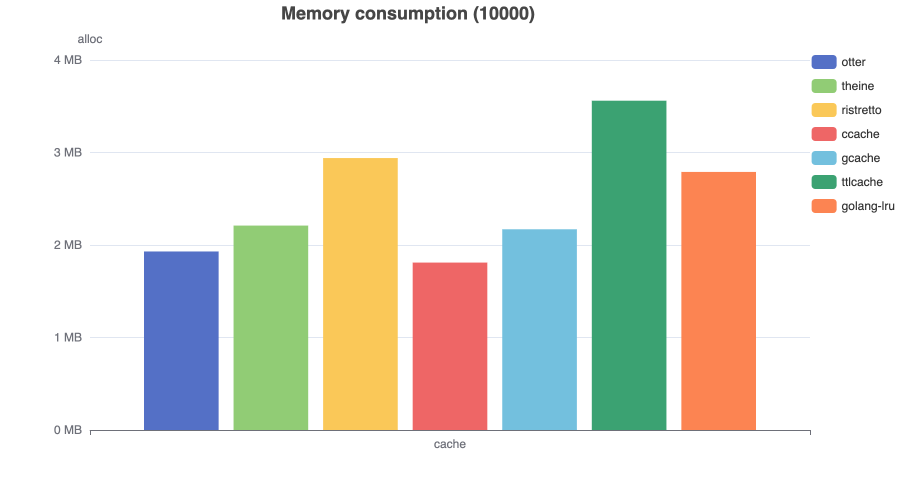 Memory consumption (10000)
alloc
4 MB
3 MB
2 MB
1 MB
0 MB
cache
otter
theine
ristretto
ccache
gcache
ttlcache
golang-lru